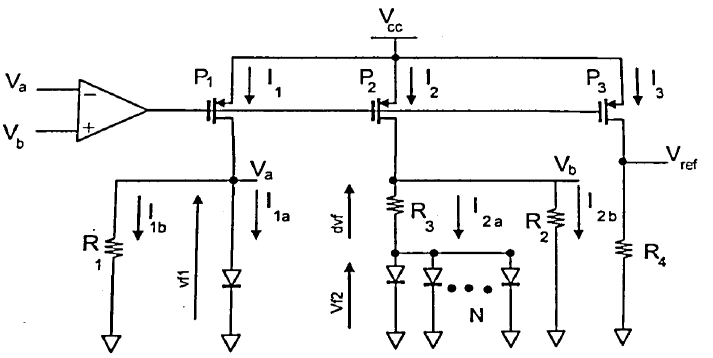 Vcc
Va
Vb
−
+
P1
I1
P2
I2
P3
I3
Va
Vb
Vref
I1b
I1a
R1
vf1
dvf
R3
I2a
R2
I2b
R4
Vf2
N